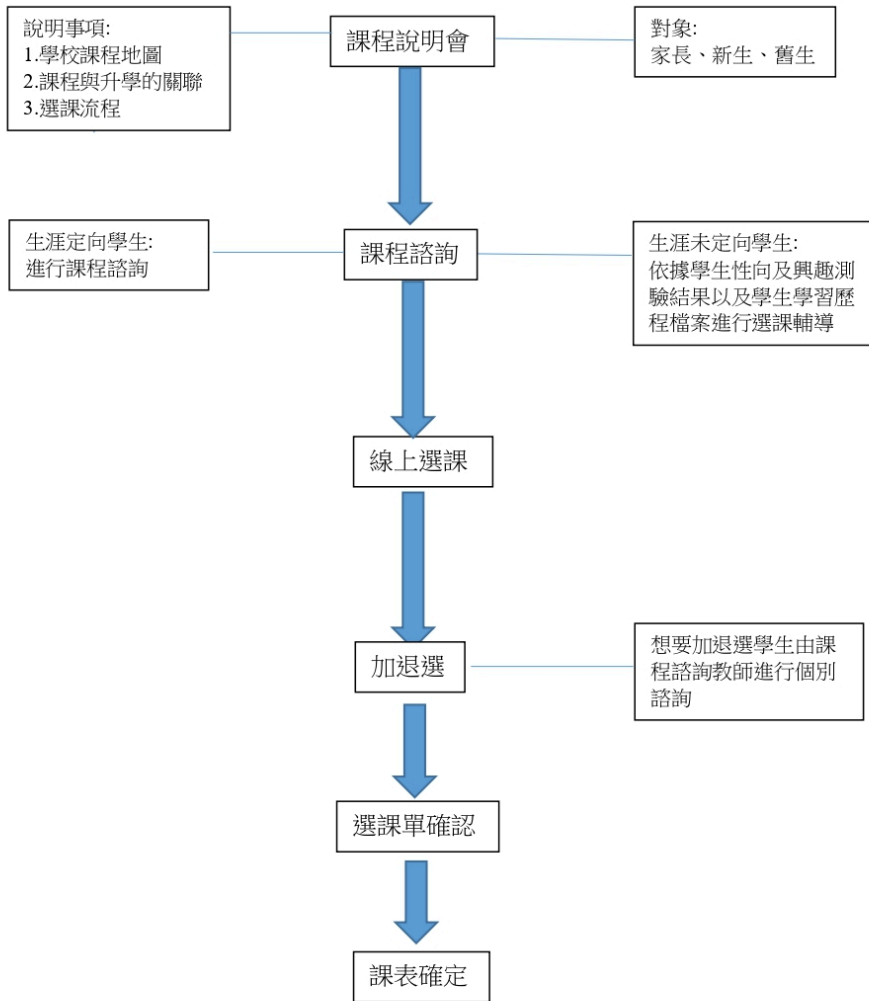 說明事項:
1.學校課程地圖
2.課程與升學的關聯
3.選課流程
課程說明會
對象:
家長、新生、舊生
生涯定向學生:
進行課程諮詢
課程諮詢
生涯未定向學生:
依據學生性向及興趣測
驗結果以及學生學習歷
程檔案進行選課輔導
線上選課
加退選
想要加退選學生由課
程諮詢教師進行個別
諮詢
選課單確認
課表確定